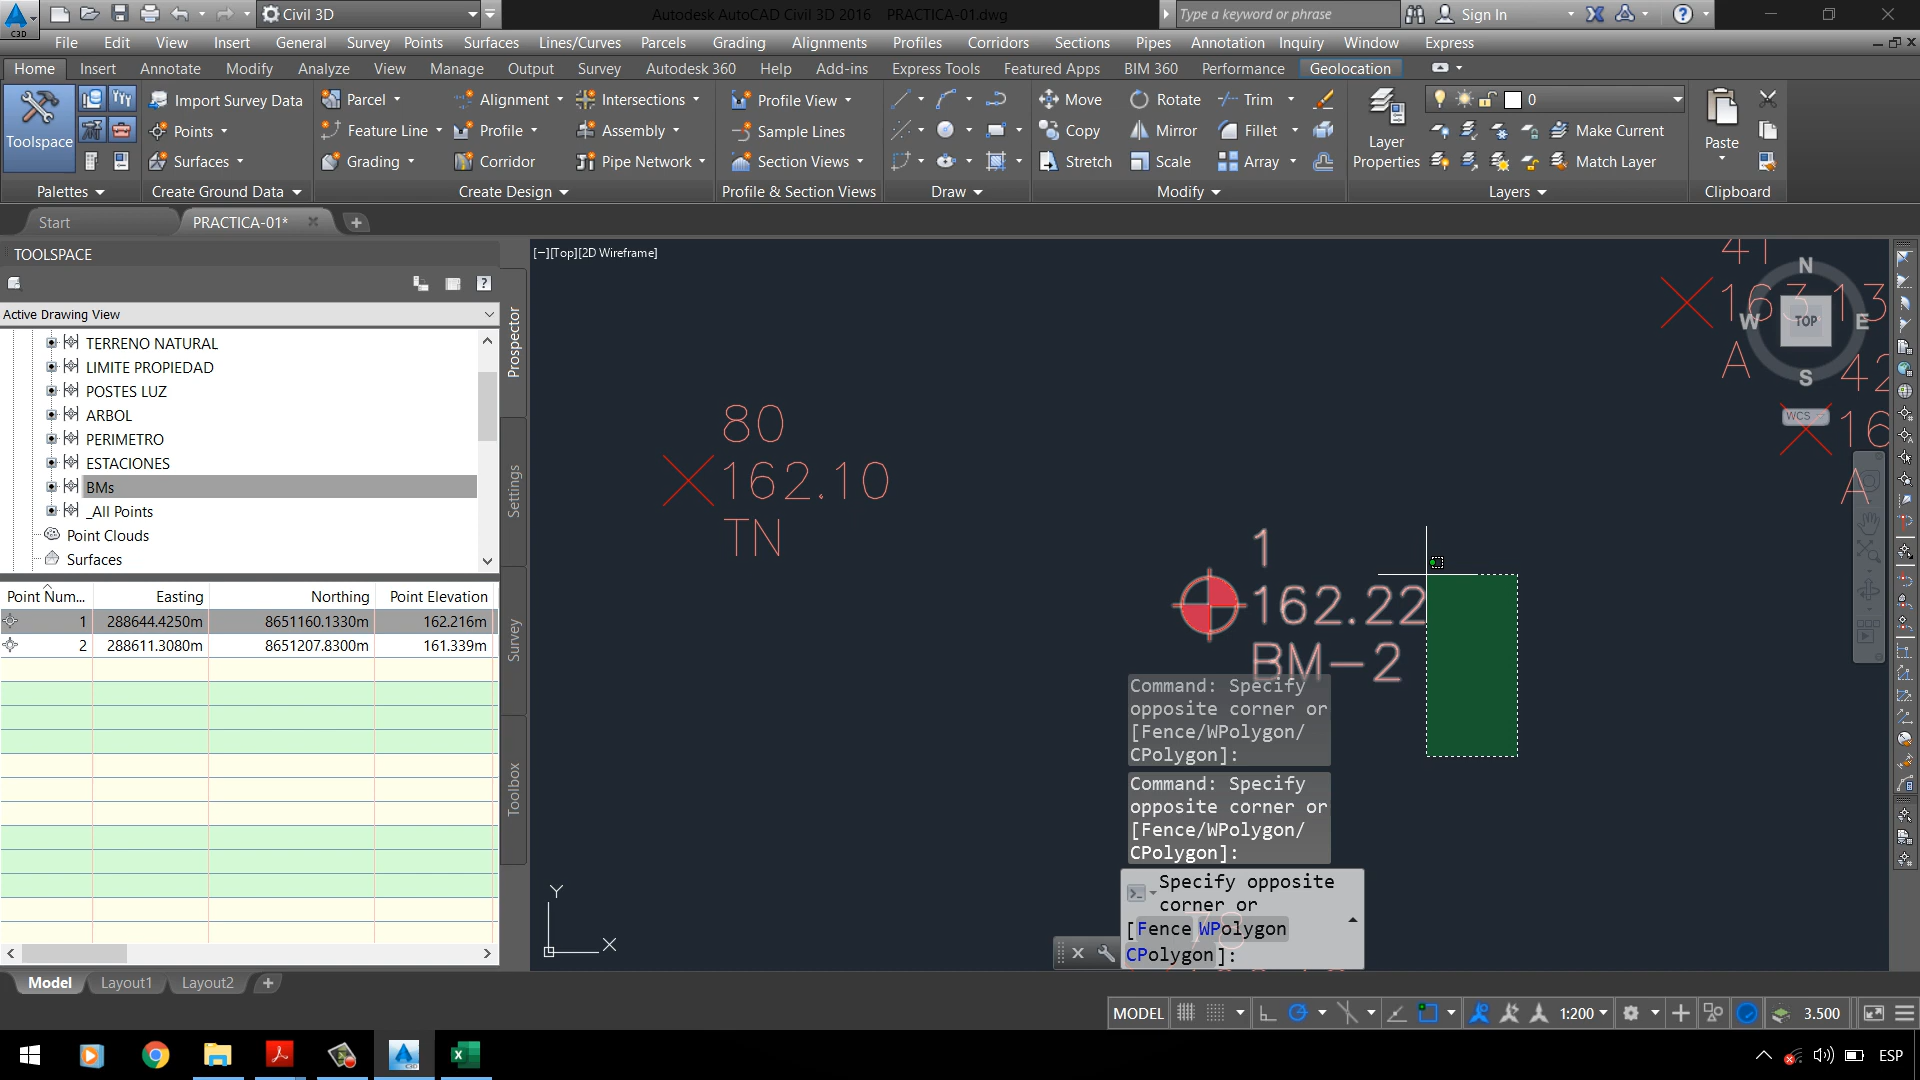 C3D
Civil 3D
Autodesk AutoCAD Civil 3D 2016   PRACTICA-01.dwg
Type a keyword or phrase
Sign In
File Edit View Insert General Survey Points Surfaces Lines/Curves Parcels Grading Alignments Profiles Corridors Sections Pipes Annotation Inquiry Window Express
Home Insert Annotate Modify Analyze View Manage Output Survey Autodesk 360 Help Add-ins Express Tools Featured Apps BIM 360 Performance Geolocation
Toolspace
Import Survey Data
Points
Surfaces
Parcel
Feature Line
Grading
Alignment
Profile
Corridor
Intersections
Assembly
Pipe Network
Profile View
Sample Lines
Section Views
Move
Copy
Stretch
Rotate
Mirror
Scale
Trim
Fillet
Array
Layer
Properties
0
Make Current
Match Layer
Paste
Palettes
Create Ground Data
Create Design
Profile & Section Views
Draw
Modify
Layers
Clipboard
Start
PRACTICA-01*
TOOLSPACE
Active Drawing View
TERRENO NATURAL
LIMITE PROPIEDAD
POSTES LUZ
ARBOL
PERIMETRO
ESTACIONES
BMs
_All Points
Point Clouds
Surfaces
Prospector
Settings
Survey
Toolbox
Point Num... Easting Northing Point Elevation
1 288644.4250m 8651160.1330m 162.216m
2 288611.3080m 8651207.8300m 161.339m
[−][Top][2D Wireframe]
80
162.10
TN
1
162.22
BM-2
41
163.13
A
42
16
A
N
W
TOP
E
S
WCS
Command: Specify
opposite corner or
[Fence/WPolygon/
CPolygon]:
Command: Specify
opposite corner or
[Fence/WPolygon/
CPolygon]:
Specify opposite
corner or
[Fence WPolygon
CPolygon]:
Y
X
Model Layout1 Layout2
MODEL
1:200
3.500
ESP